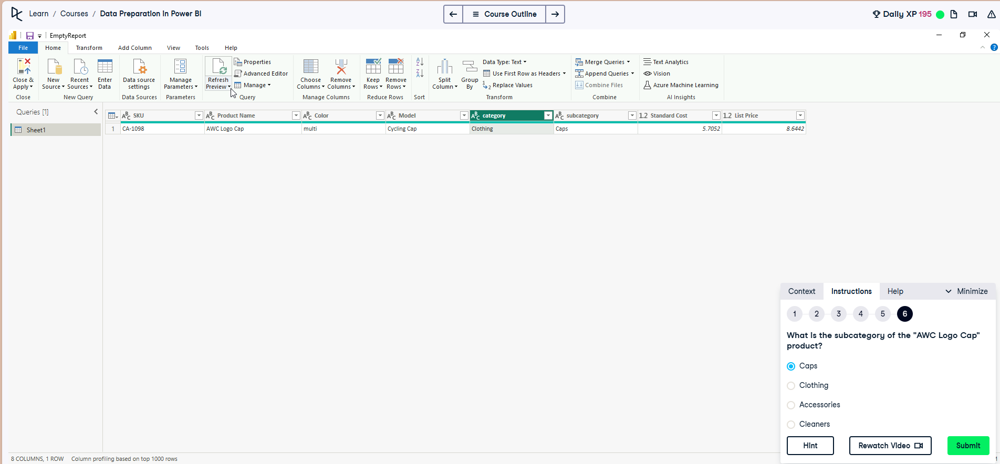 Learn / Courses / Data Preparation in Power BI
Course Outline
Daily XP 195
EmptyReport
File Home Transform Add Column View Tools Help
Close & Apply
New Source
Recent Sources
Enter Data
Data source settings
Manage Parameters
Refresh Preview
Properties
Advanced Editor
Manage
Choose Columns
Remove Columns
Keep Rows
Remove Rows
Split Column
Group By
Data Type: Text
Use First Row as Headers
Replace Values
Merge Queries
Append Queries
Combine Files
Text Analytics
Vision
Azure Machine Learning
Close New Query Data Sources Parameters Query Manage Columns Reduce Rows Sort Transform Combine AI Insights
Queries [1]
Sheet1
SKU Product Name Color Model category subcategory 1.2 Standard Cost 1.2 List Price
1 CA-1098 AWC Logo Cap multi Cycling Cap Clothing Caps 5.7052 8.6442
Context Instructions Help Minimize
1 2 3 4 5 6
What is the subcategory of the "AWC Logo Cap"
product?
Caps
Clothing
Accessories
Cleaners
Hint Rewatch Video Submit
8 COLUMNS, 1 ROW Column profiling based on top 1000 rows